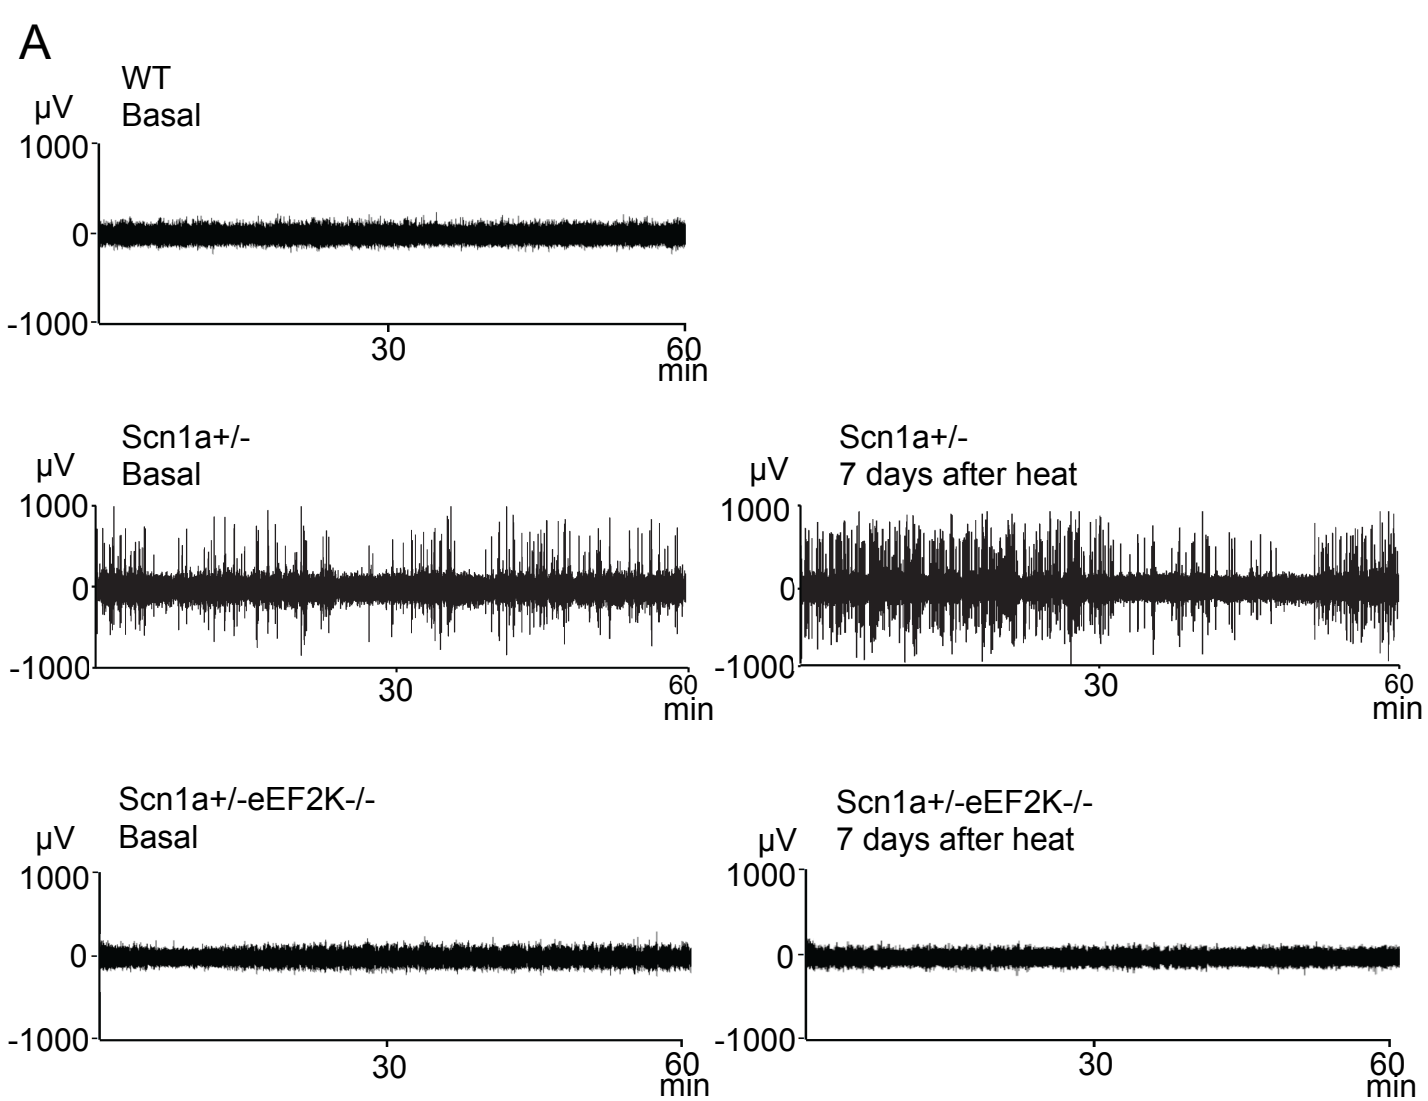 A
WT
Basal
µV
1000
0
-1000
30
60
min
Scn1a+/-
Basal
µV
1000
0
-1000
30
60
min
Scn1a+/-
7 days after heat
µV
1000
0
-1000
30
60
min
Scn1a+/-eEF2K-/-
Basal
µV
1000
0
-1000
30
60
min
Scn1a+/-eEF2K-/-
7 days after heat
µV
1000
0
-1000
30
60
min